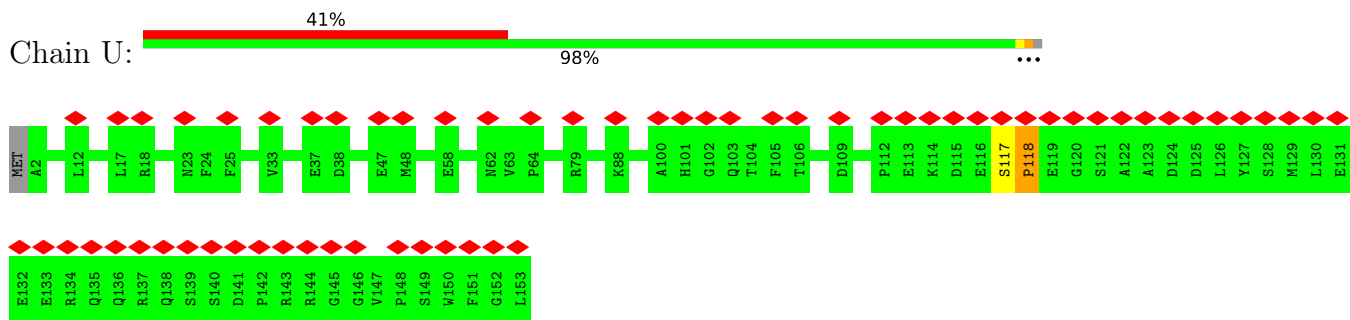 41%
Chain U:
98%
•••
MET A2 L12 L17 R18 N23 F24 F25 V33 E37 D38 E47 M48 E58 N62 V63 P64 R79 K88 A100 H101 G102 Q103 T104 F105 T106 D109 P112 E113 K114 D115 E116 S117 P118 E119 G120 S121 A122 A123 D124 D125 L126 Y127 S128 M129 L130 E131
E132 E133 R134 Q135 Q136 R137 Q138 S139 S140 D141 P142 R143 R144 G145 G146 V147 P148 S149 W150 F151 G152 L153